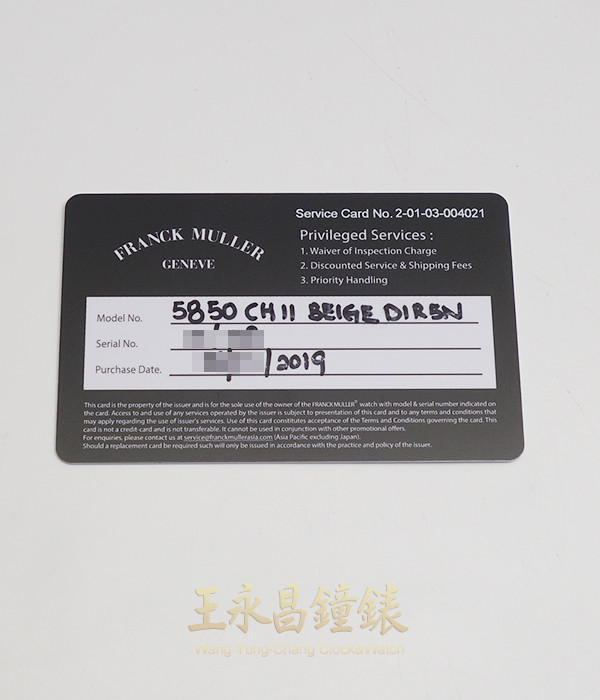 Service Card No. 2-01-03-004021
FRANCK MULLER
GENEVE
Privileged Services :
1. Waiver of Inspection Charge
2. Discounted Service & Shipping Fees
3. Priority Handling
Model No. 5850 CH II BEIGE DIR5N
Serial No.
Purchase Date. /2019
This card is the property of the issuer and is for the sole use of the owner of the FRANCK MULLER® watch with model & serial number indicated on
the card. Access to and use of any services operated by the issuer is subject to presentation of this card and to any terms and conditions that
may apply regarding the use of issuer's services. Use of this card constitutes acceptance of the Terms and Conditions governing the card. This
card is not a credit-card and is not transferable. It cannot be used in conjunction with other promotional offers.
For enquiries, please contact us at service@franckmullerasia.com (Asia Pacific excluding Japan).
Should a replacement card be required such will only be issued in accordance with the practice and policy of the issuer.
王永昌鐘錶
Wang Yung-Chang Clock&Watch